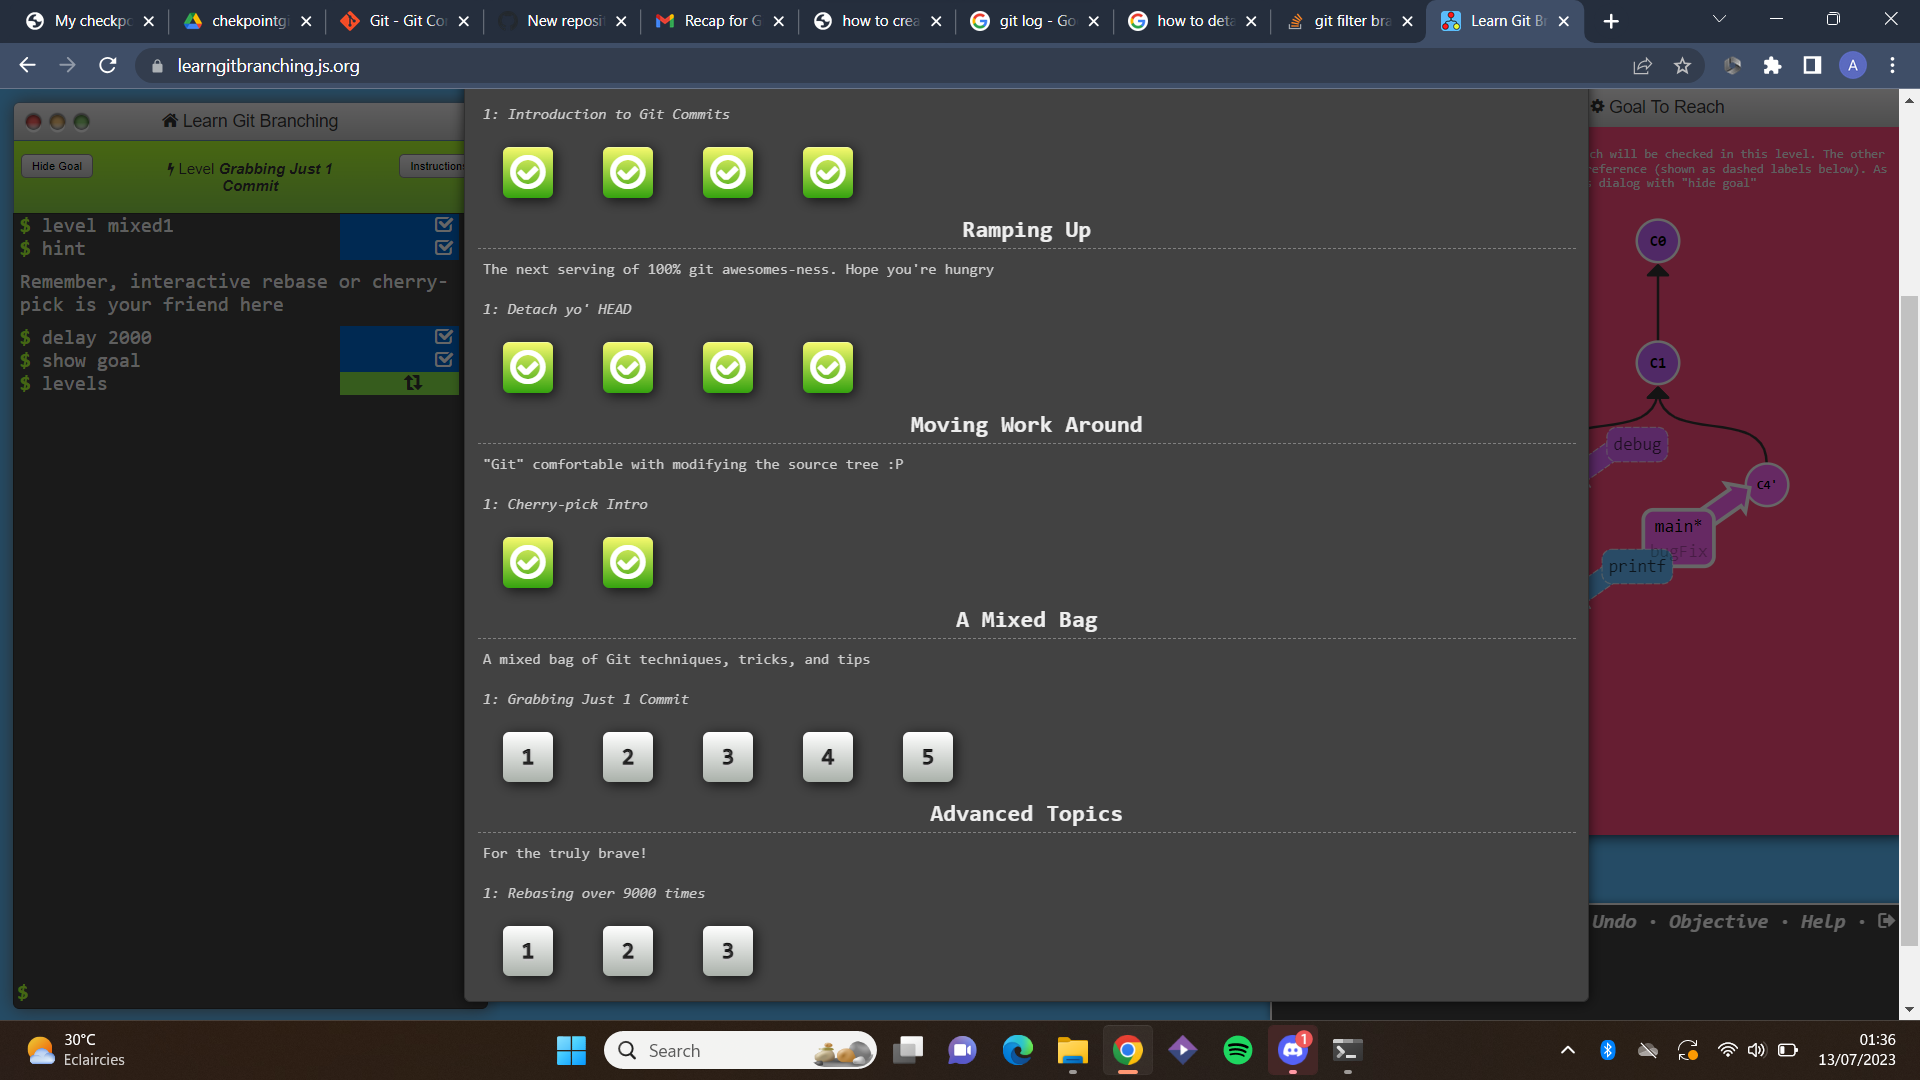 My checkpo
chekpointgi
Git - Git Co
New reposit
Recap for G
how to crea
git log - Go
how to deta
git filter bra
Learn Git Br
learngitbranching.js.org
A
Learn Git Branching
Hide Goal
Level Grabbing Just 1
Commit
Instructions
$ level mixed1
$ hint
Remember, interactive rebase or cherry-
pick is your friend here
$ delay 2000
$ show goal
$ levels
$
1: Introduction to Git Commits
Ramping Up
The next serving of 100% git awesomes-ness. Hope you're hungry
1: Detach yo' HEAD
Moving Work Around
"Git" comfortable with modifying the source tree :P
1: Cherry-pick Intro
A Mixed Bag
A mixed bag of Git techniques, tricks, and tips
1: Grabbing Just 1 Commit
1 2 3 4 5
Advanced Topics
For the truly brave!
1: Rebasing over 9000 times
1 2 3
Goal To Reach
ch will be checked in this level. The other
eference (shown as dashed labels below). As
s dialog with "hide goal"
C0
C1
debug
C4'
main*
bugFix
printf
Undo • Objective • Help •
30°C
Eclaircies
Search
1
01:36
13/07/2023